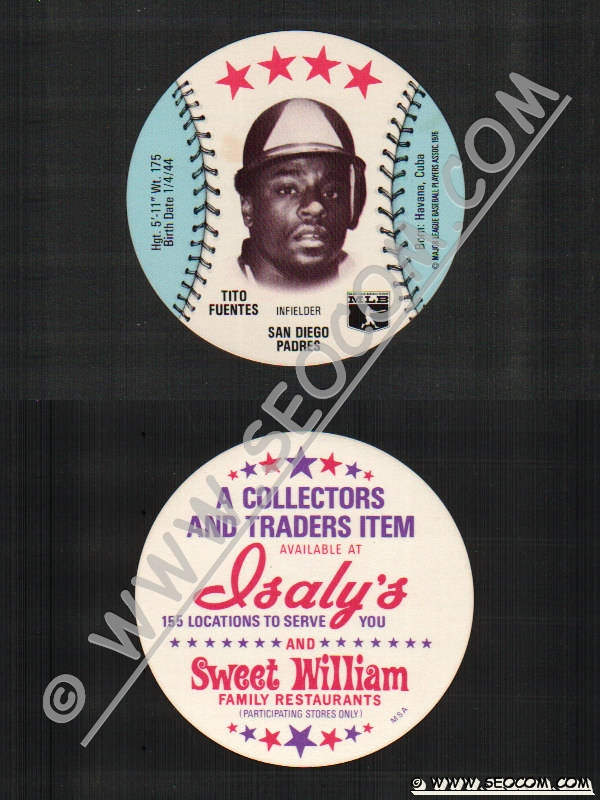 Hgt. 5'-11" Wt. 175
Birth Date 1/4/44
Born: Havana, Cuba
© MAJOR LEAGUE BASEBALL PLAYERS ASSOC. 1976
TITO
FUENTES
INFIELDER
SAN DIEGO
PADRES
MLB
© WWW.SEOCOM.COM
A COLLECTORS
AND TRADERS ITEM
AVAILABLE AT
Isaly's
155 LOCATIONS TO SERVE YOU
AND
Sweet William
FAMILY RESTAURANTS
(PARTICIPATING STORES ONLY)
MSA
© WWW.SEOCOM.COM